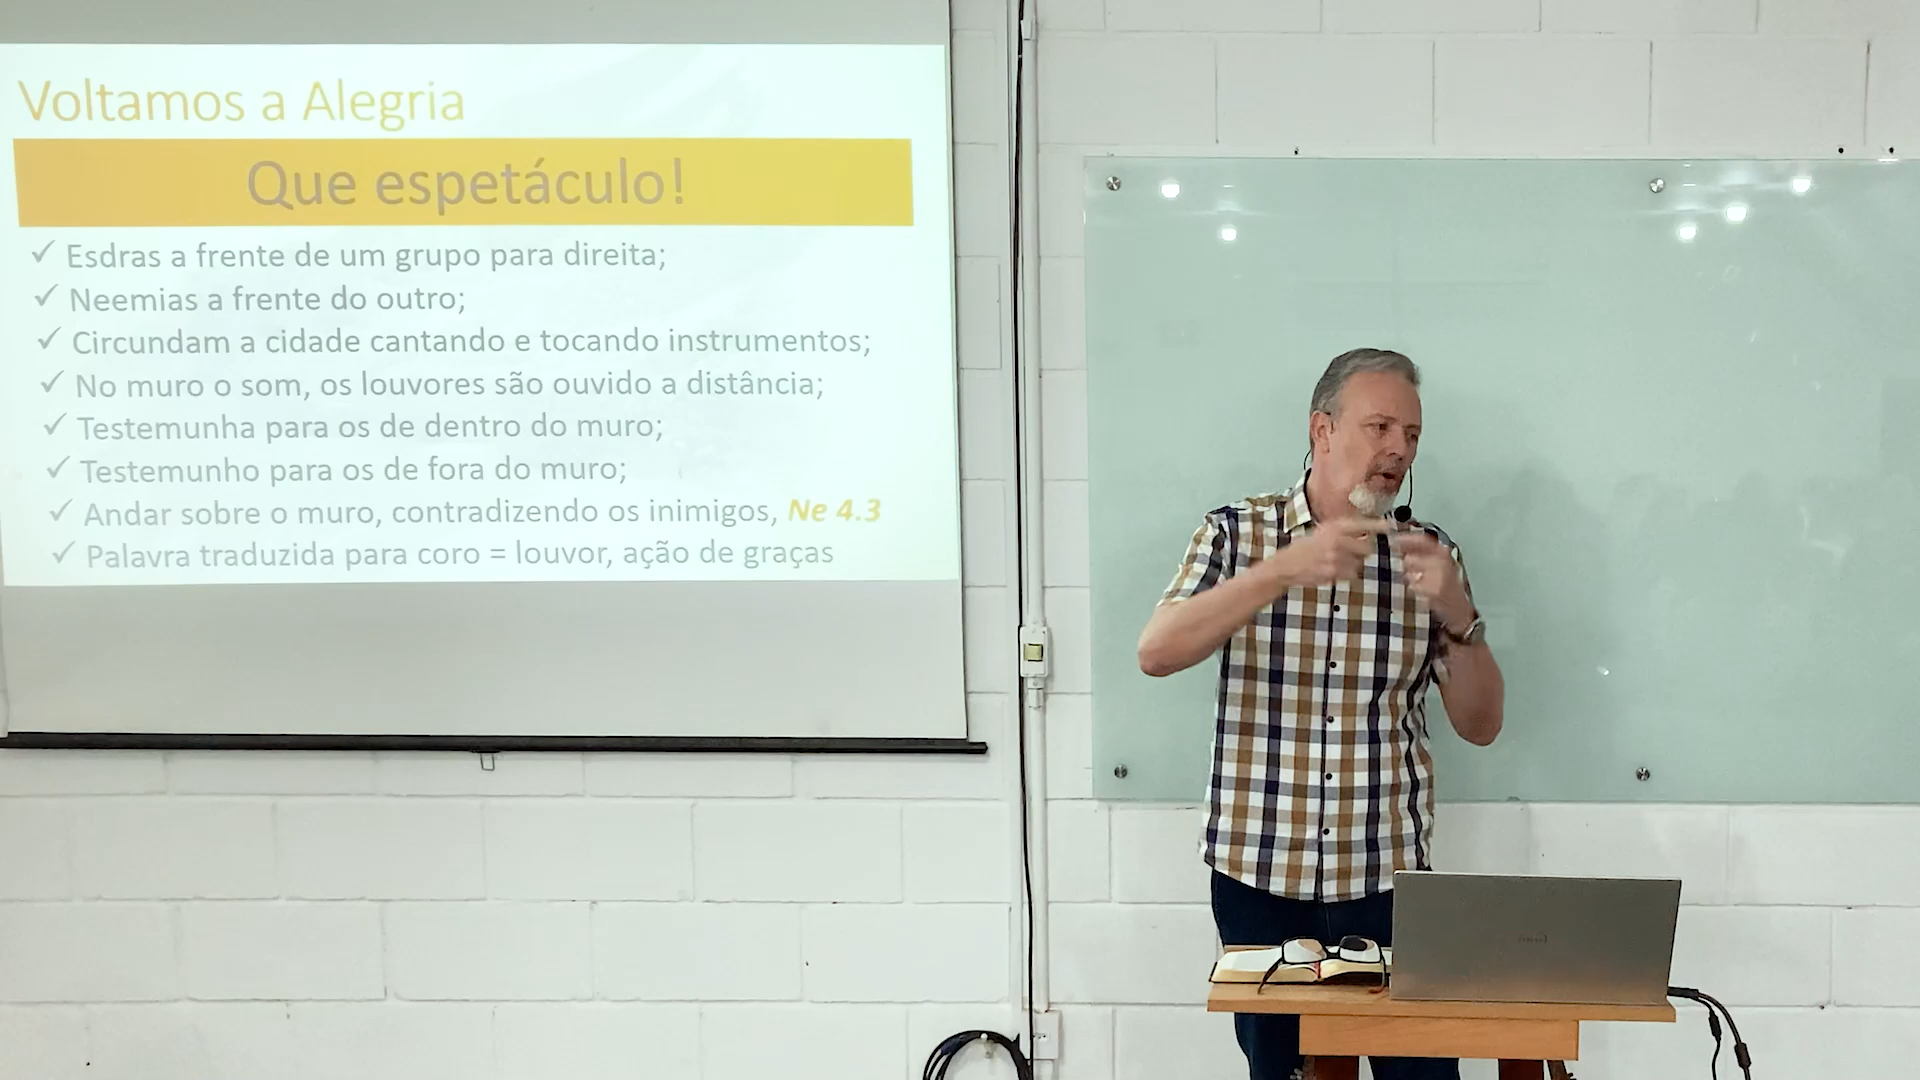 Voltamos a Alegria
Que espetáculo!
✓ Esdras a frente de um grupo para direita;
✓ Neemias a frente do outro;
✓ Circundam a cidade cantando e tocando instrumentos;
✓ No muro o som, os louvores são ouvido a distância;
✓ Testemunha para os de dentro do muro;
✓ Testemunho para os de fora do muro;
✓ Andar sobre o muro, contradizendo os inimigos, Ne 4.3
✓ Palavra traduzida para coro = louvor, ação de graças